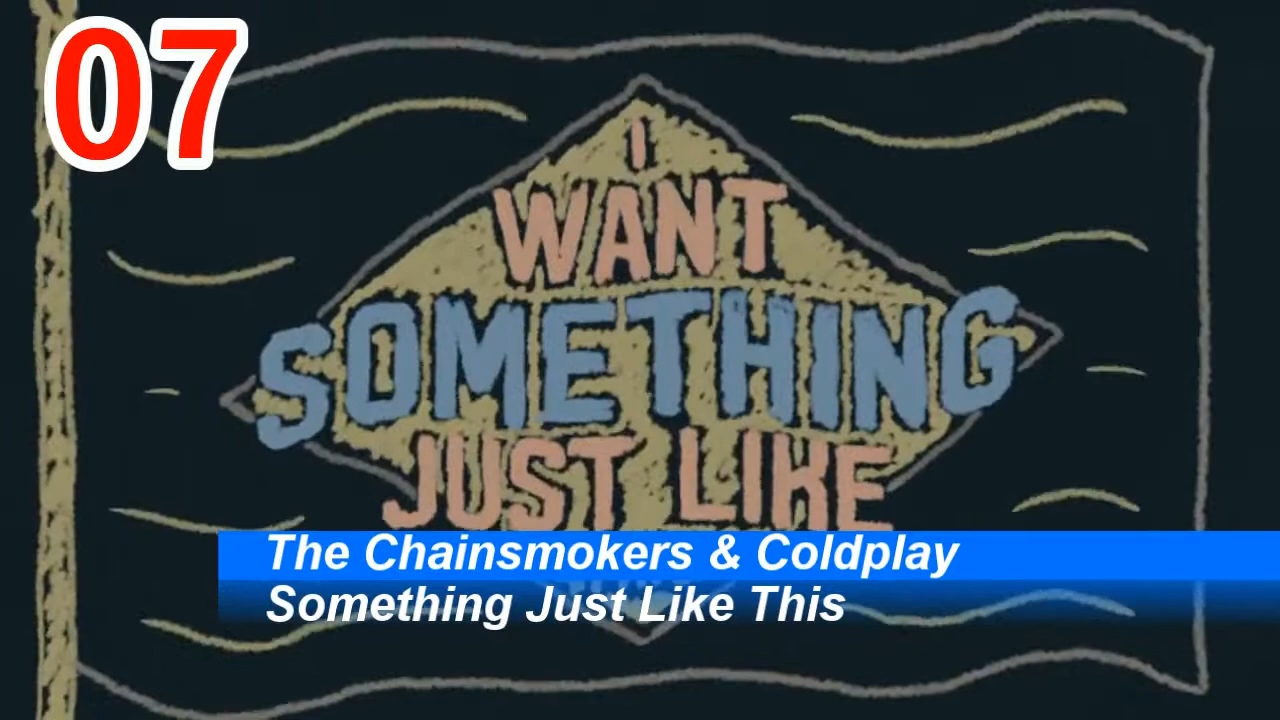 07
I
WANT
SOMETHING
JUST LIKE
The Chainsmokers & Coldplay
Something Just Like This